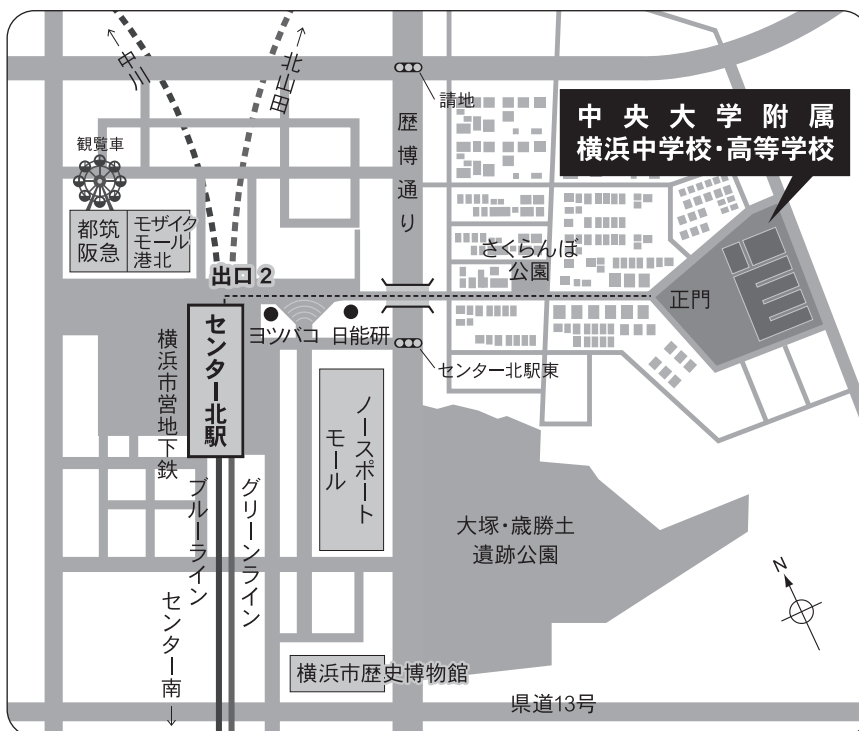 ←中川
北山田→
請地
歴博通り
中央大学附属
横浜中学校・高等学校
観覧車
都筑
阪急
モザイク
モール
港北
さくらんぼ
公園
出口2
正門
ヨツバコ
日能研
センター北駅東
センター北駅
横浜市営地下鉄
ノースポート
モール
ブルーライン
グリーンライン
大塚・歳勝土
遺跡公園
N
センター南→
横浜市歴史博物館
県道13号